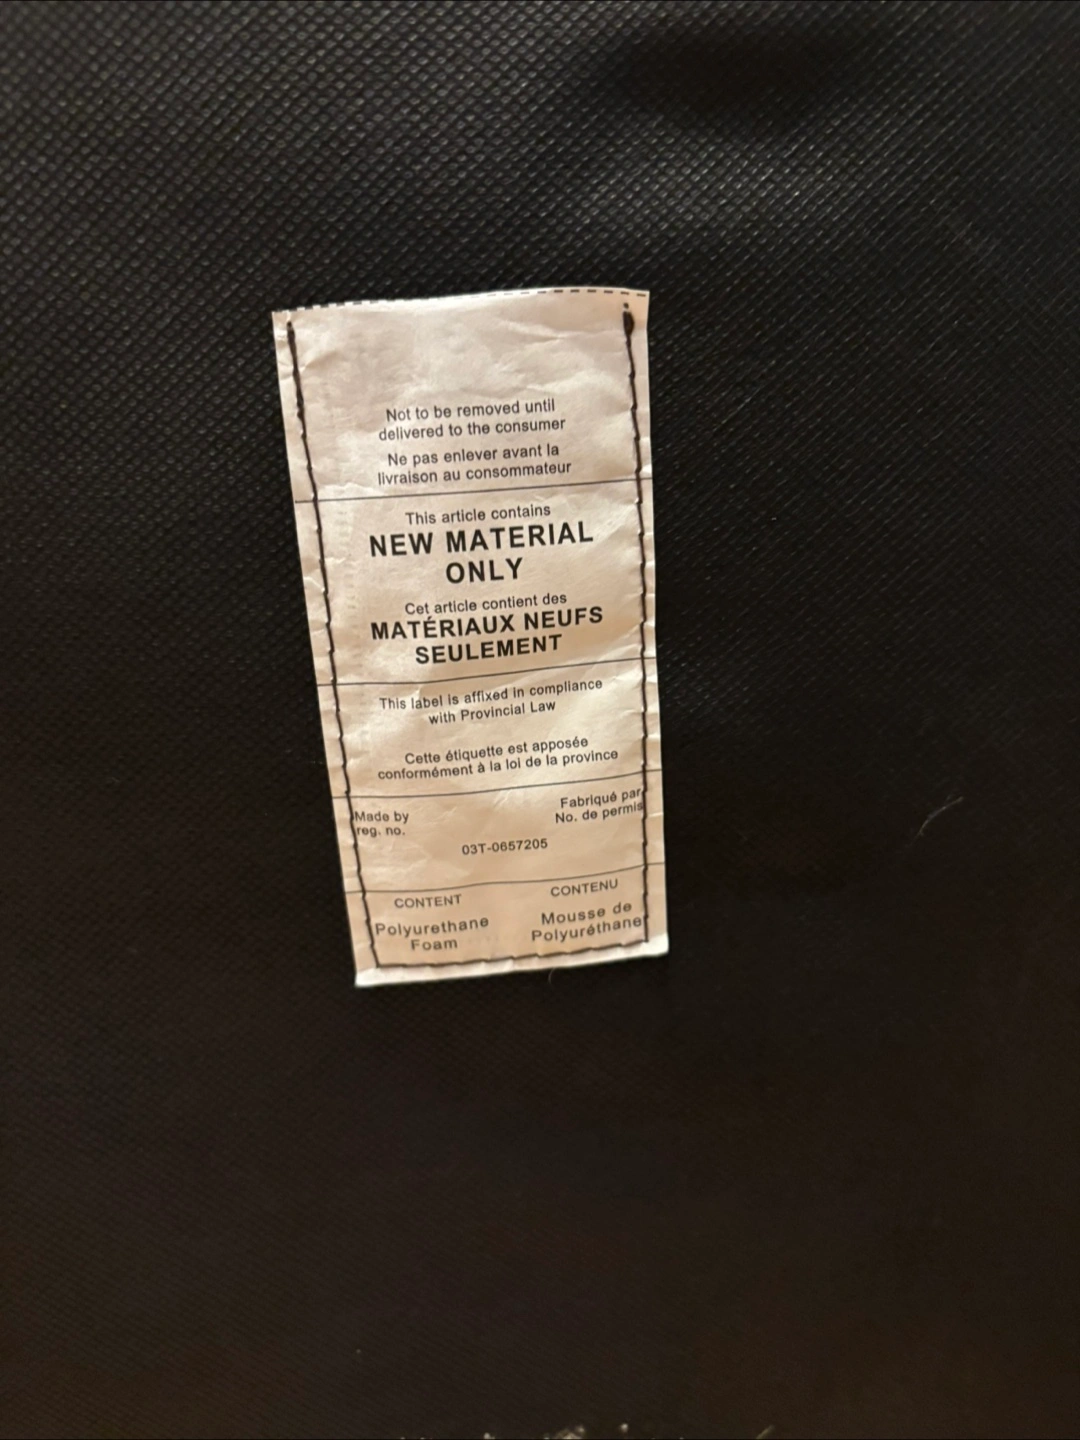 Not to be removed until
delivered to the consumer
Ne pas enlever avant la
livraison au consommateur
This article contains
NEW MATERIAL
ONLY
Cet article contient des
MATÉRIAUX NEUFS
SEULEMENT
This label is affixed in compliance
with Provincial Law
Cette étiquette est apposée
conformément à la loi de la province
Made by
reg. no.
Fabriqué par
No. de permis
03T-0657205
CONTENT
Polyurethane
Foam
CONTENU
Mousse de
Polyuréthane